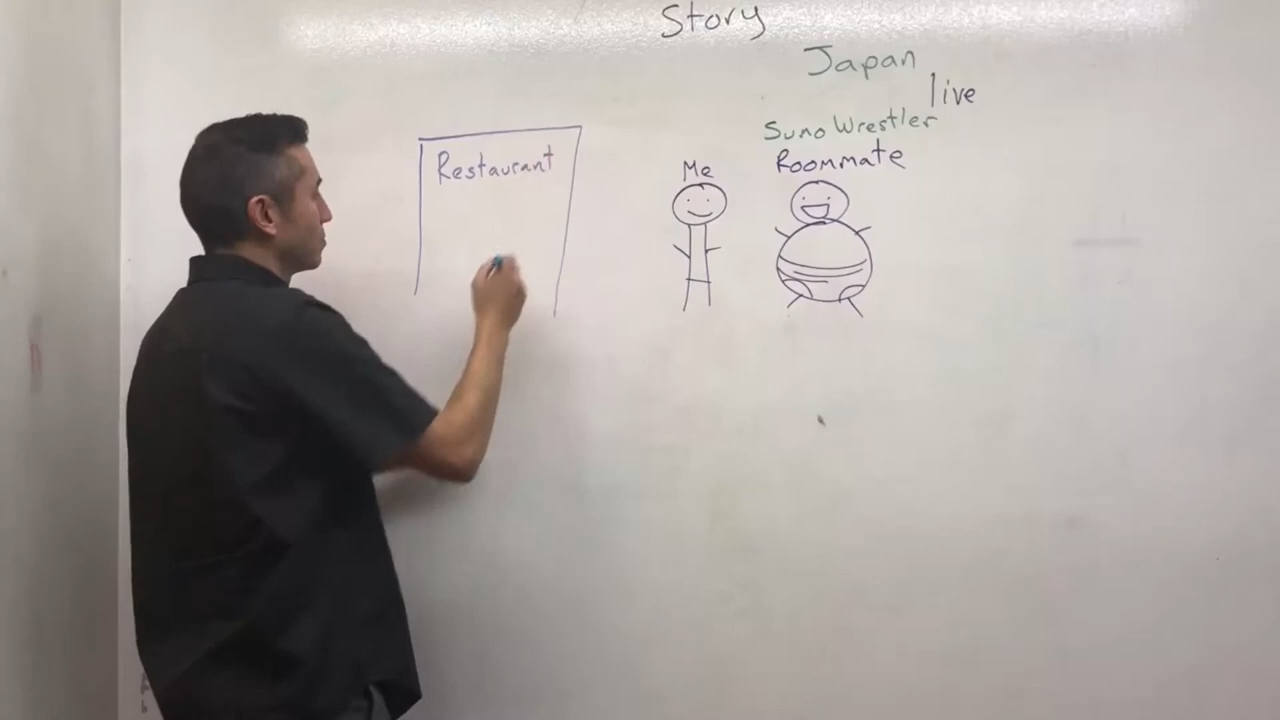 Story
Japan
live
Sumo Wrestler
Restaurant
Me
Roommate